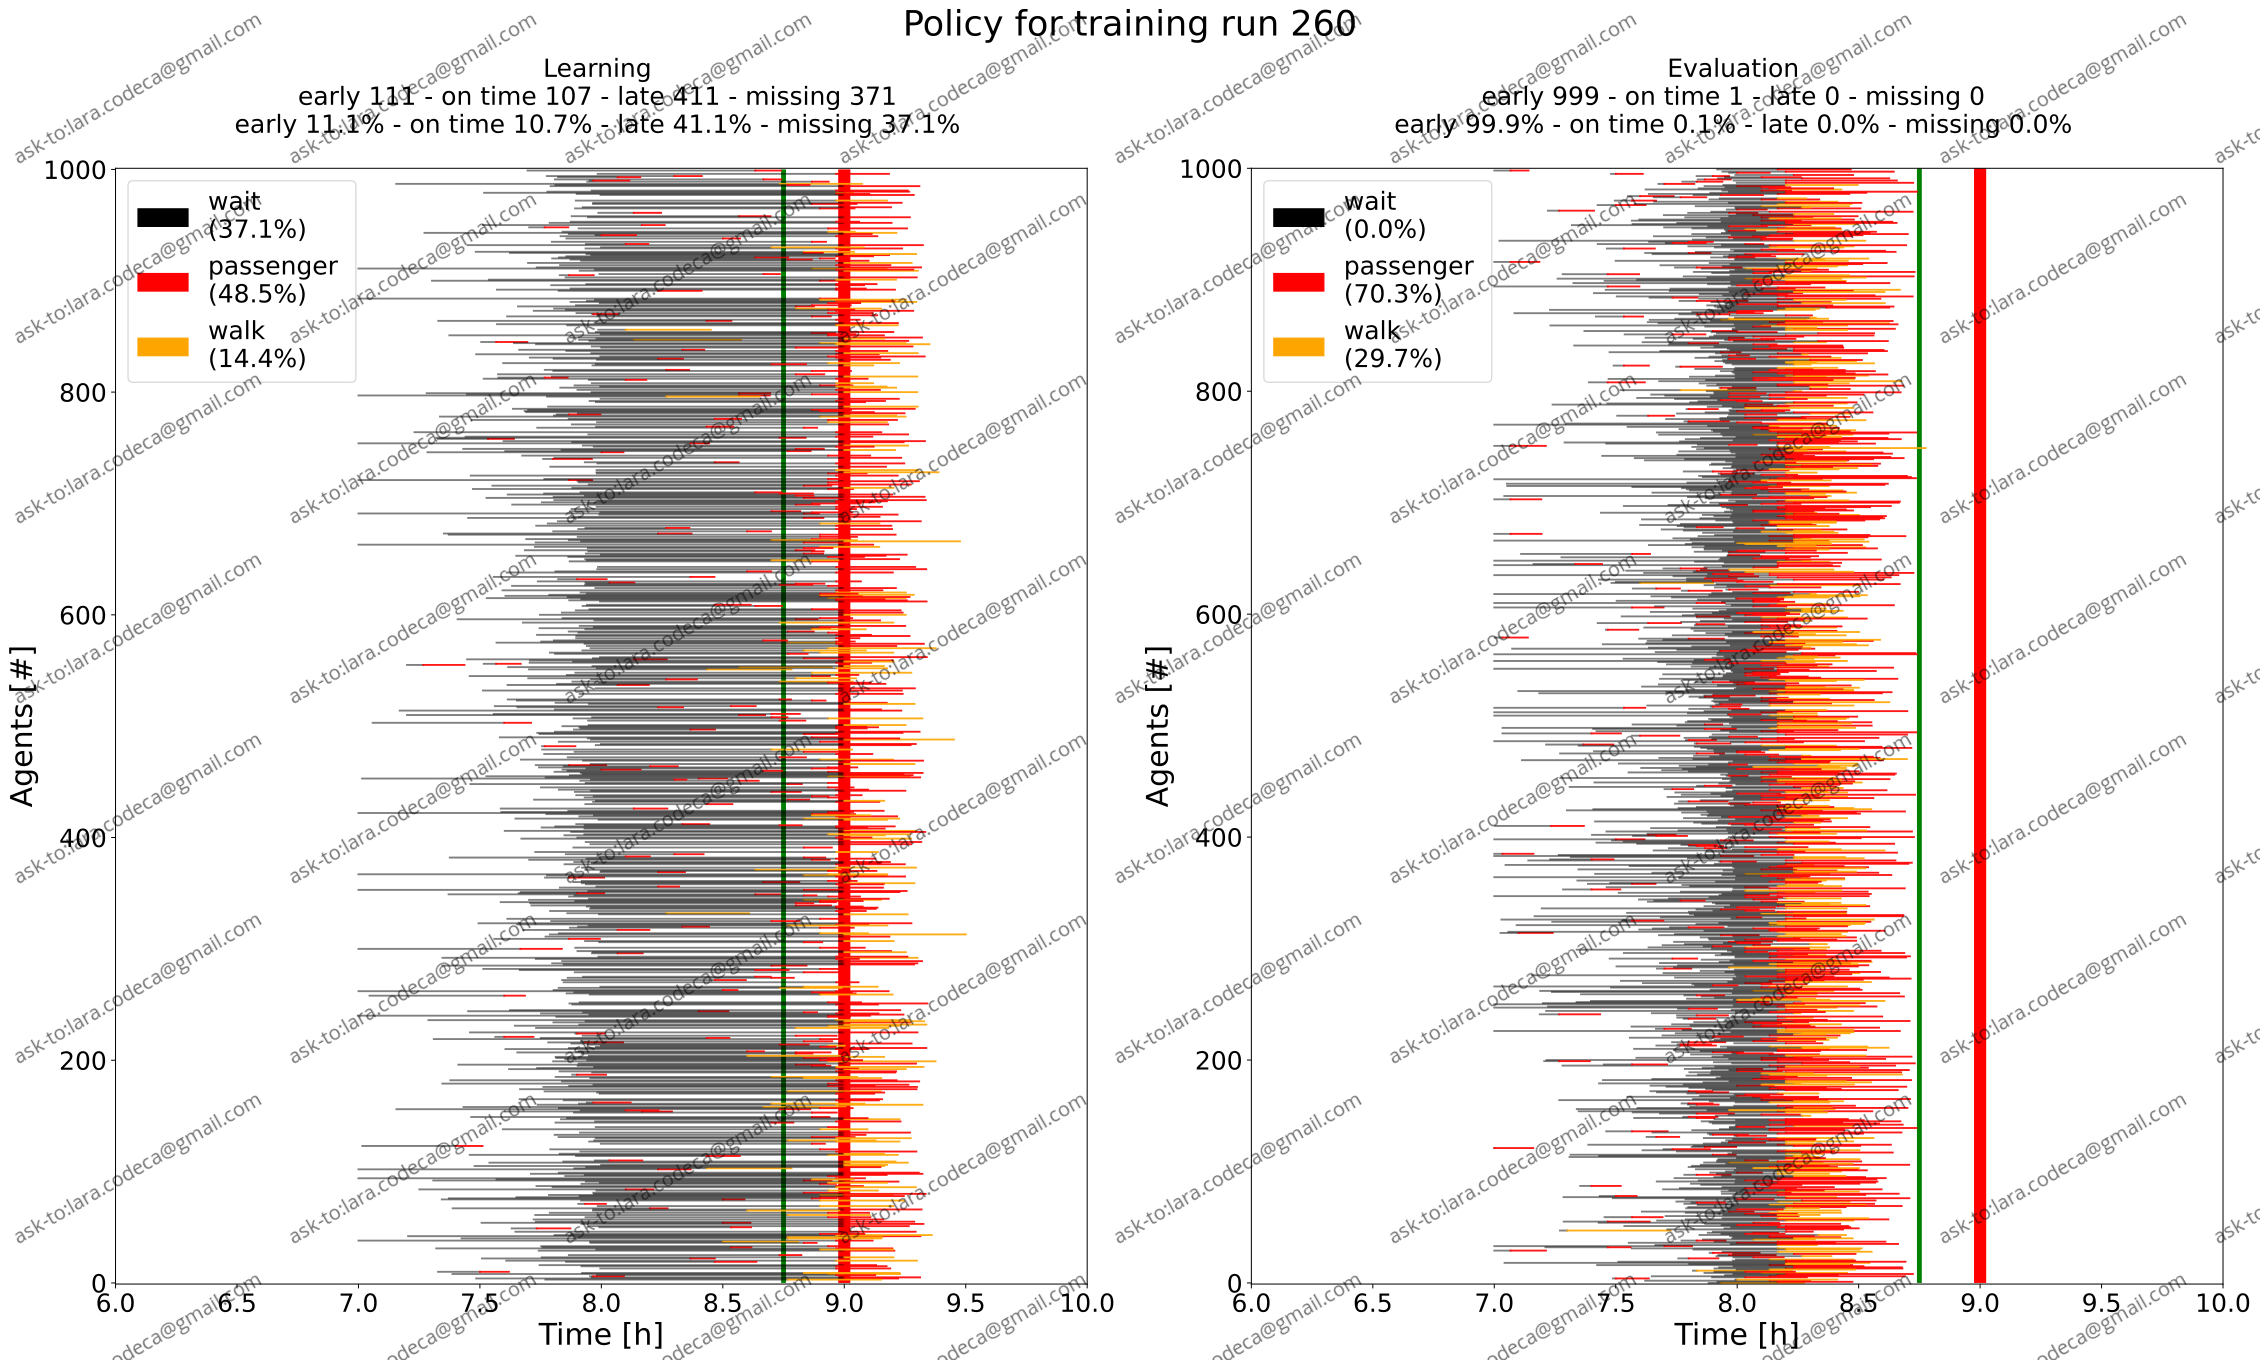 Policy for training run 260
Learning
early 111 - on time 107 - late 411 - missing 371
early 11.1% - on time 10.7% - late 41.1% - missing 37.1%
wait
(37.1%)
passenger
(48.5%)
walk
(14.4%)
1000
800
600
400
200
0
Agents [#]
6.0 6.5 7.0 7.5 8.0 8.5 9.0 9.5 10.0
Time [h]
Evaluation
early 999 - on time 1 - late 0 - missing 0
early 99.9% - on time 0.1% - late 0.0% - missing 0.0%
wait
(0.0%)
passenger
(70.3%)
walk
(29.7%)
1000
800
600
400
200
0
Agents [#]
6.0 6.5 7.0 7.5 8.0 8.5 9.0 9.5 10.0
Time [h]
ask-to:lara.codeca@gmail.com